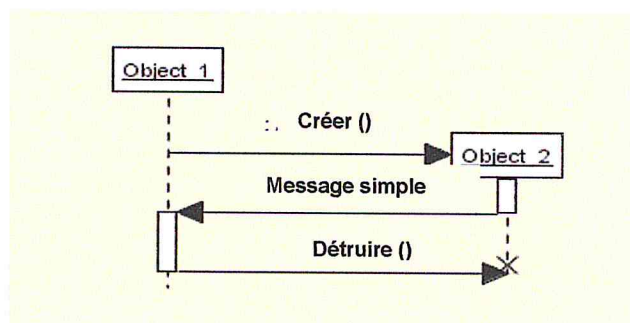 Object 1
Créer ()
Object 2
Message simple
Détruire ()